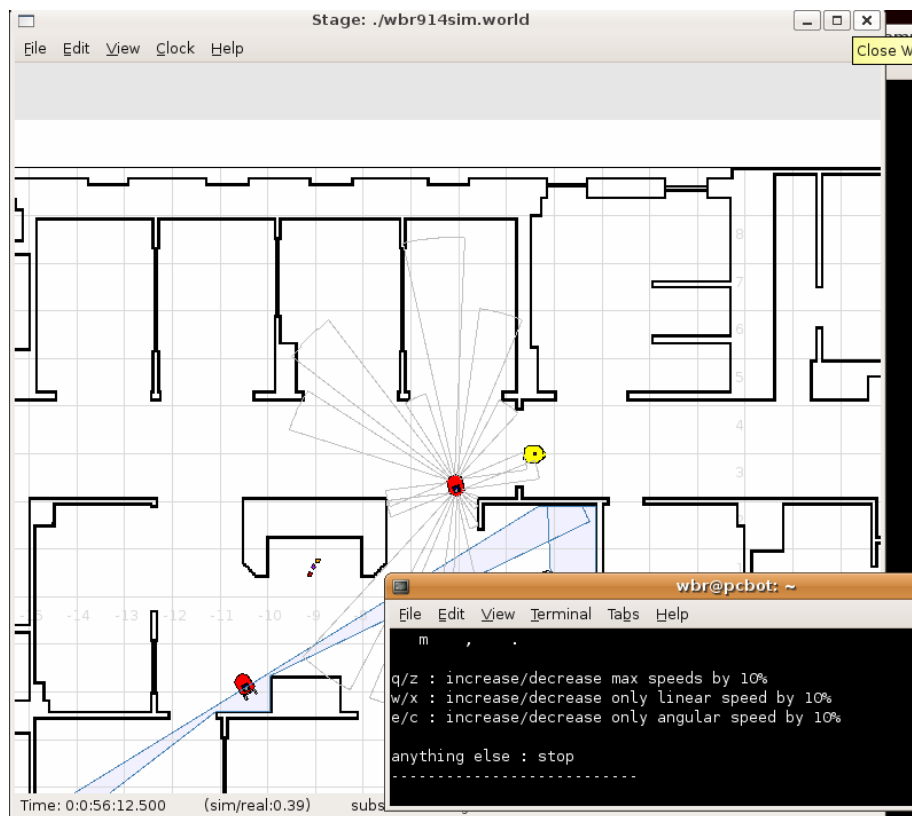 Stage: ./wbr914sim.world
File Edit View Clock Help
Close W
8
7
6
5
4
3
-13 -12 -11 -10 -9 -8
wbr@pcbot: ~
File Edit View Terminal Tabs Help
m , .
q/z : increase/decrease max speeds by 10%
w/x : increase/decrease only linear speed by 10%
e/c : increase/decrease only angular speed by 10%
anything else : stop
---------------------------
Time: 0:0:56:12.500 (sim/real:0.39) subs